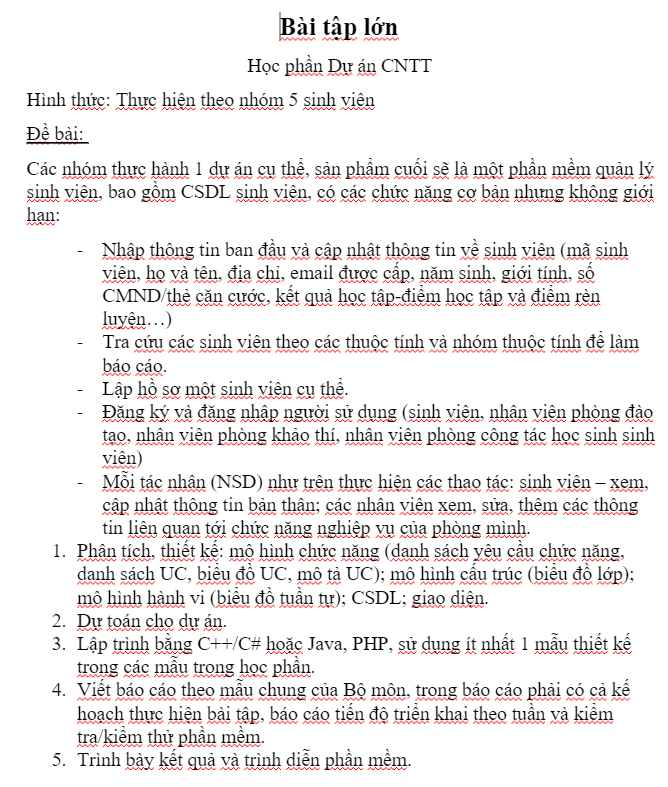 Bài tập lớn
Học phần Dự án CNTT
Hình thức: Thực hiện theo nhóm 5 sinh viên
Đề bài:
Các nhóm thực hành 1 dự án cụ thể, sản phẩm cuối sẽ là một phần mềm quản lý
sinh viên, bao gồm CSDL sinh viên, có các chức năng cơ bản nhưng không giới
hạn:
- Nhập thông tin ban đầu và cập nhật thông tin về sinh viên (mã sinh
viên, họ và tên, địa chỉ, email được cấp, năm sinh, giới tính, số
CMND/thẻ căn cước, kết quả học tập-điểm học tập và điểm rèn
luyện…)
- Tra cứu các sinh viên theo các thuộc tính và nhóm thuộc tính để làm
báo cáo.
- Lập hồ sơ một sinh viên cụ thể.
- Đăng ký và đăng nhập người sử dụng (sinh viên, nhân viên phòng đào
tạo, nhân viên phòng khảo thí, nhân viên phòng công tác học sinh sinh
viên)
- Mỗi tác nhân (NSD) như trên thực hiện các thao tác: sinh viên – xem,
cập nhật thông tin bản thân; các nhân viên xem, sửa, thêm các thông
tin liên quan tới chức năng nghiệp vụ của phòng mình.
1. Phân tích, thiết kế: mô hình chức năng (danh sách yêu cầu chức năng,
danh sách UC, biểu đồ UC, mô tả UC); mô hình cấu trúc (biểu đồ lớp);
mô hình hành vi (biểu đồ tuần tự); CSDL; giao diện.
2. Dự toán cho dự án.
3. Lập trình bằng C++/C# hoặc Java, PHP, sử dụng ít nhất 1 mẫu thiết kế
trong các mẫu trong học phần.
4. Viết báo cáo theo mẫu chung của Bộ môn, trong báo cáo phải có cả kế
hoạch thực hiện bài tập, báo cáo tiến độ triển khai theo tuần và kiểm
tra/kiểm thử phần mềm.
5. Trình bày kết quả và trình diễn phần mềm.